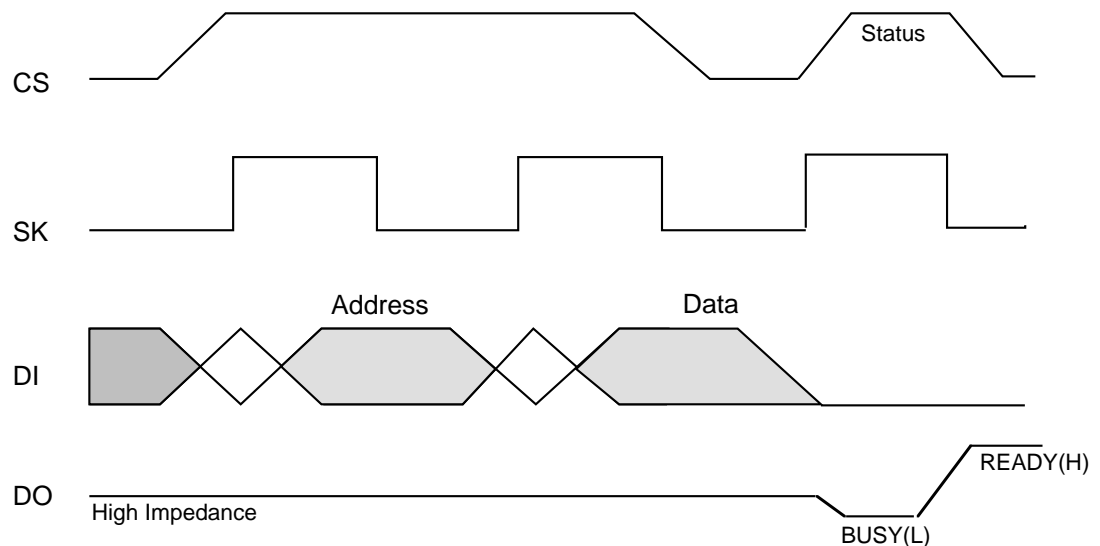 Status
CS
SK
Address
Data
DI
READY(H)
DO
High Impedance
BUSY(L)